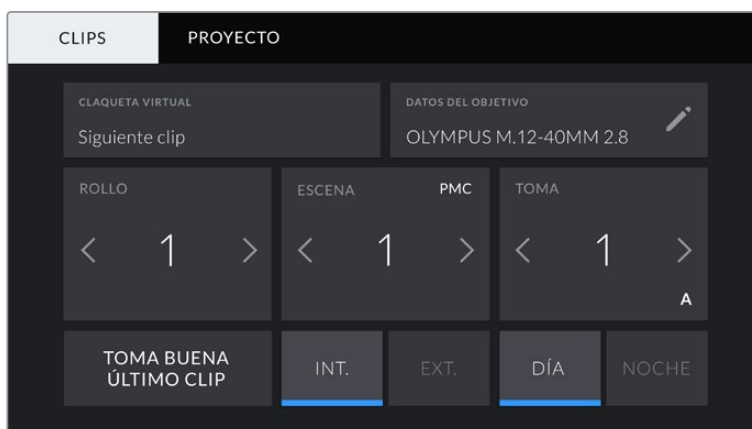 CLIPS PROYECTO
CLAQUETA VIRTUAL DATOS DEL OBJETIVO
Siguiente clip OLYMPUS M.12-40MM 2.8
ROLLO ESCENA PMC TOMA
1 1 1
A
TOMA BUENA
ÚLTIMO CLIP
INT. EXT. DÍA NOCHE